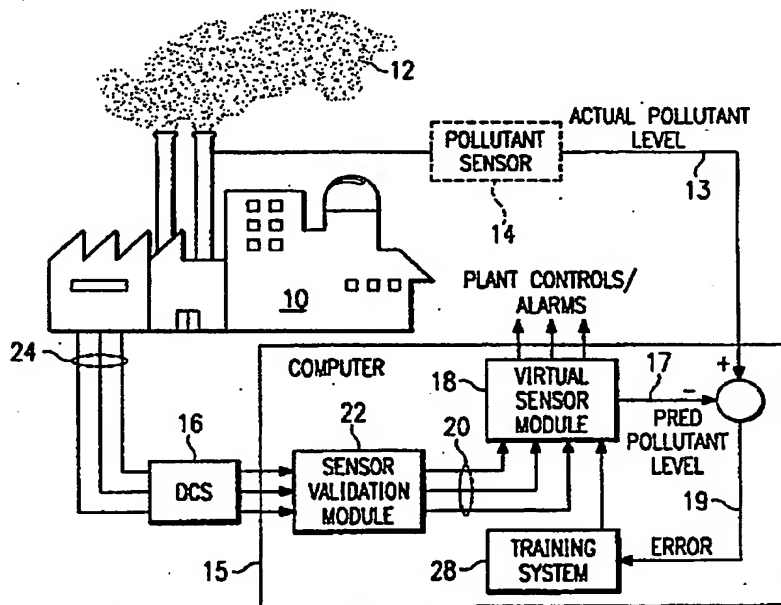 12
POLLUTANT
SENSOR
14
ACTUAL POLLUTANT
LEVEL
13
10
PLANT CONTROLS/
ALARMS
24
COMPUTER
18
VIRTUAL
SENSOR
MODULE
17
+
-
PRED
POLLUTANT
LEVEL
16
DCS
22
SENSOR
VALIDATION
MODULE
20
19
15
28
TRAINING
SYSTEM
ERROR